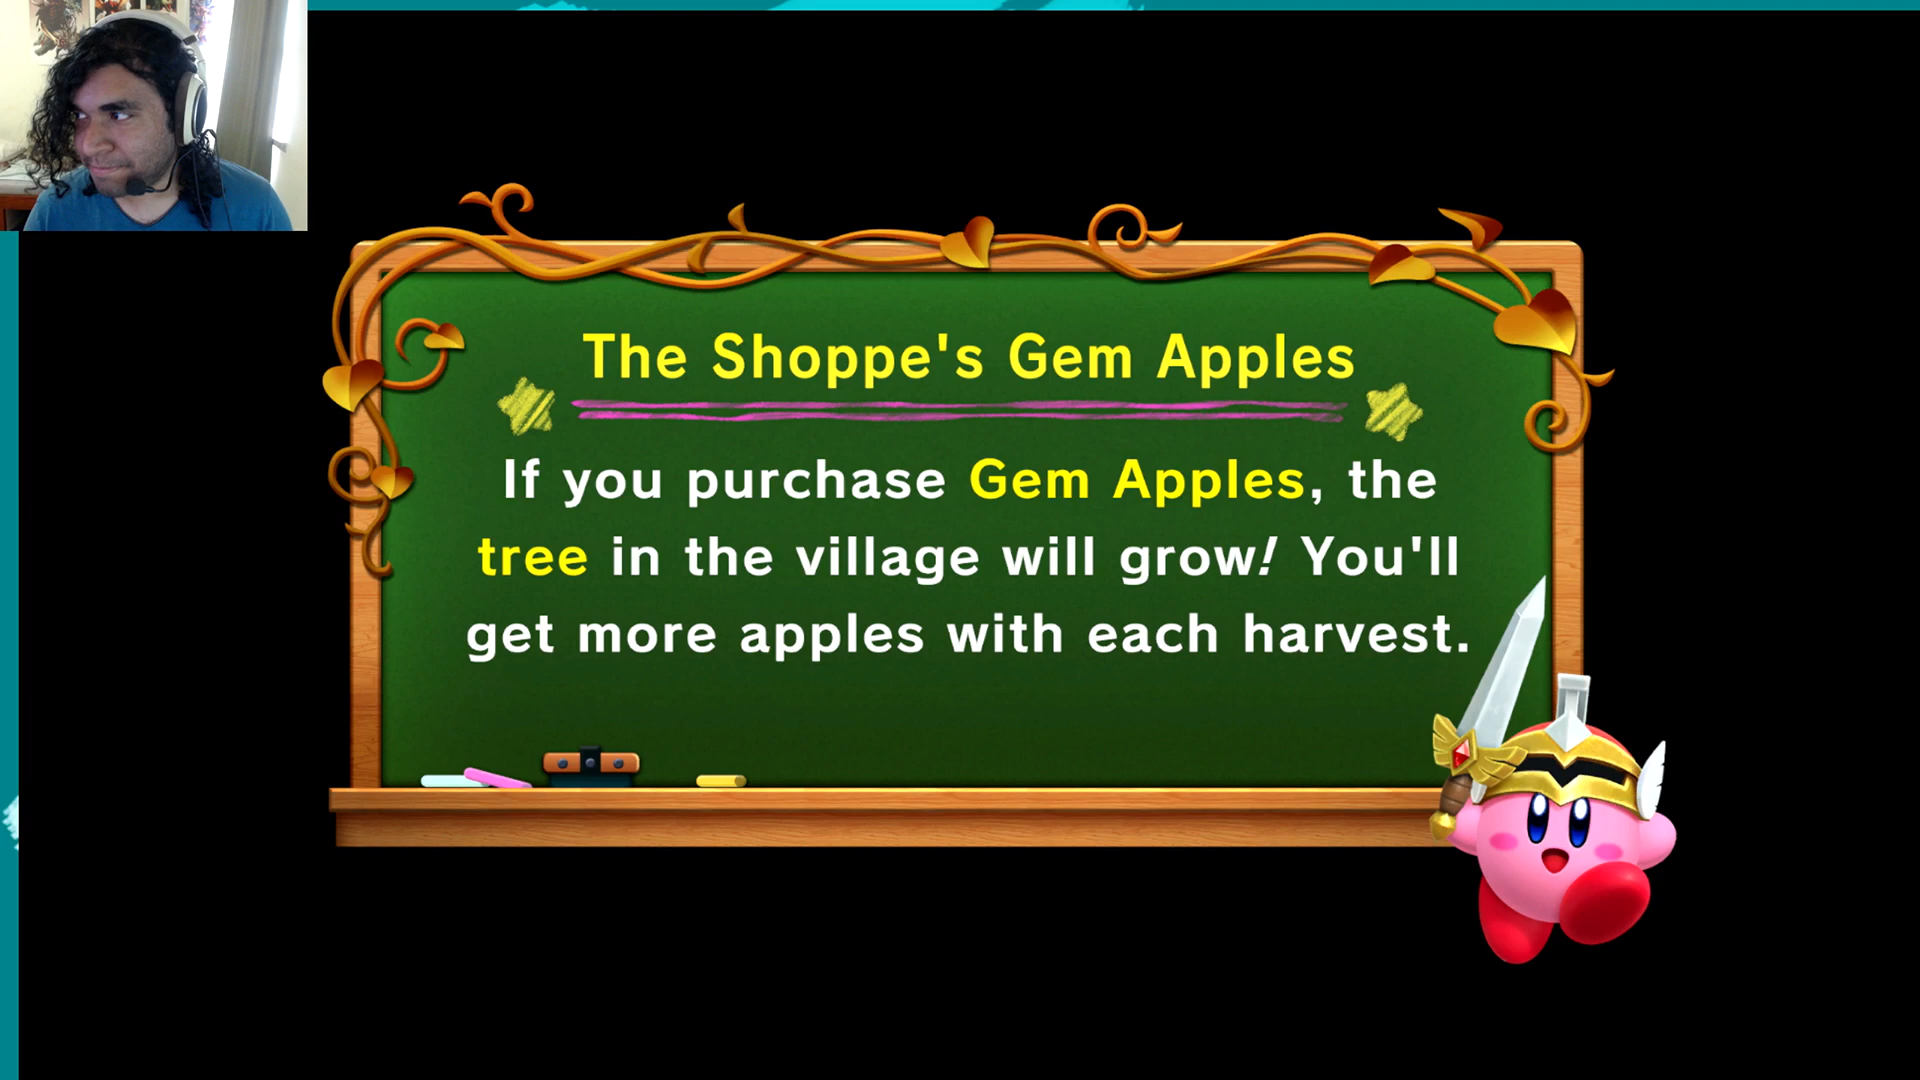 The Shoppe's Gem Apples
If you purchase Gem Apples, the
tree in the village will grow! You'll
get more apples with each harvest.